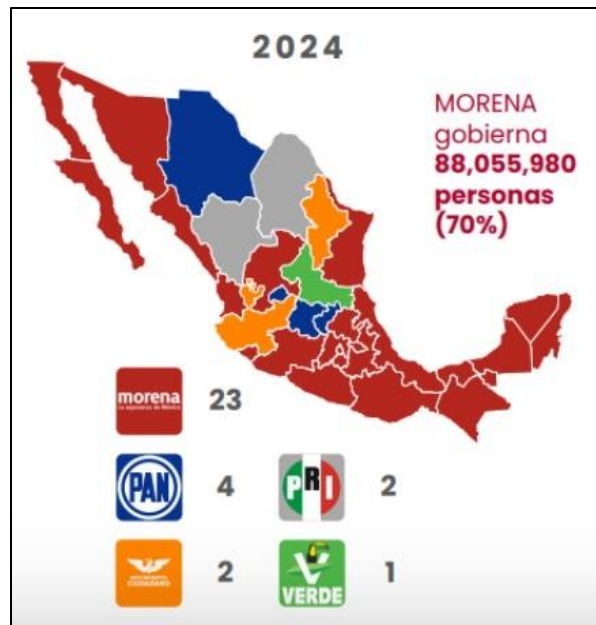 2024
MORENA
gobierna
88,055,980
personas
(70%)
morena
La esperanza de México
23
PAN
4
PRI
2
MOVIMIENTO
CIUDADANO
2
VERDE
1